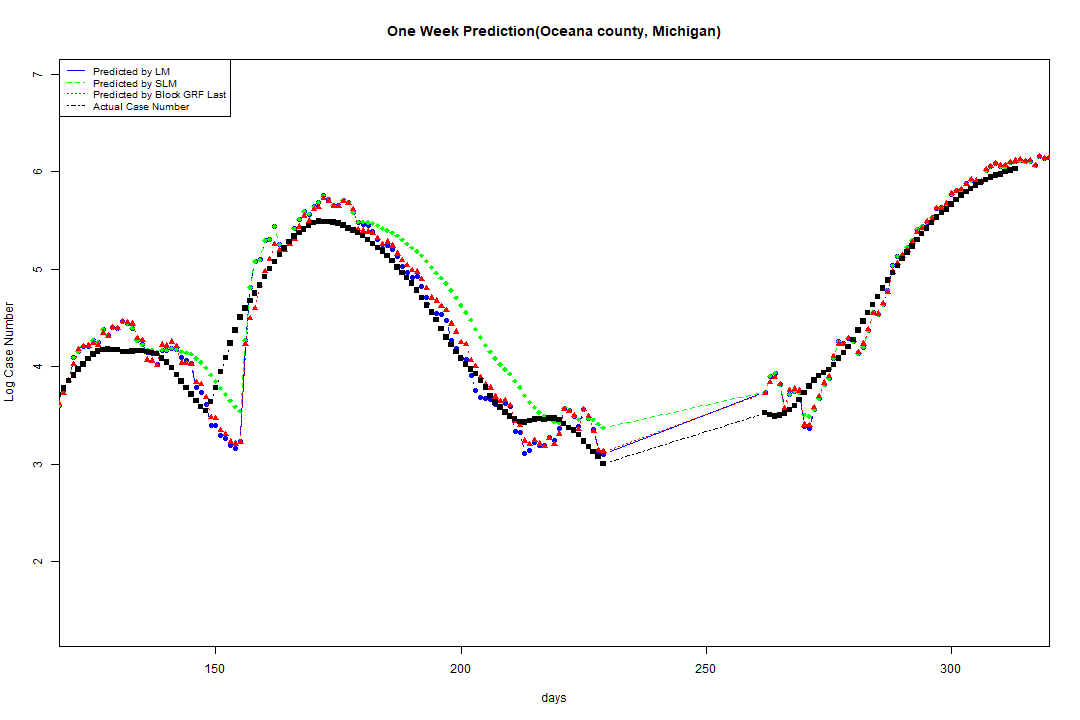 One Week Prediction(Oceana county, Michigan)
Predicted by LM
Predicted by SLM
Predicted by Block GRF Last
Actual Case Number
7
6
5
4
3
2
Log Case Number
150 200 250 300
days